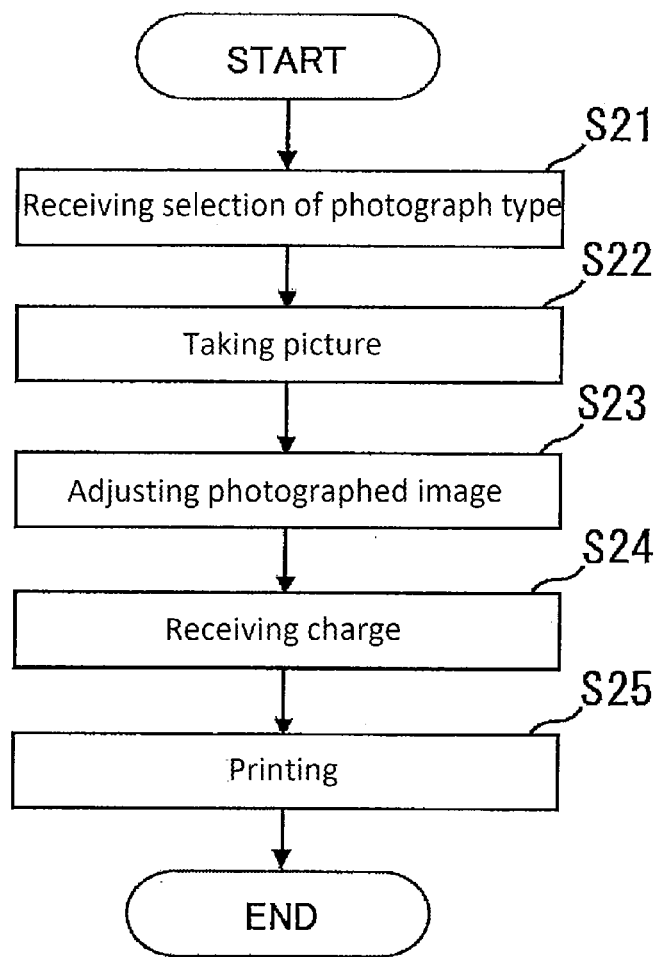 START
S21
Receiving selection of photograph type
S22
Taking picture
S23
Adjusting photographed image
S24
Receiving charge
S25
Printing
END